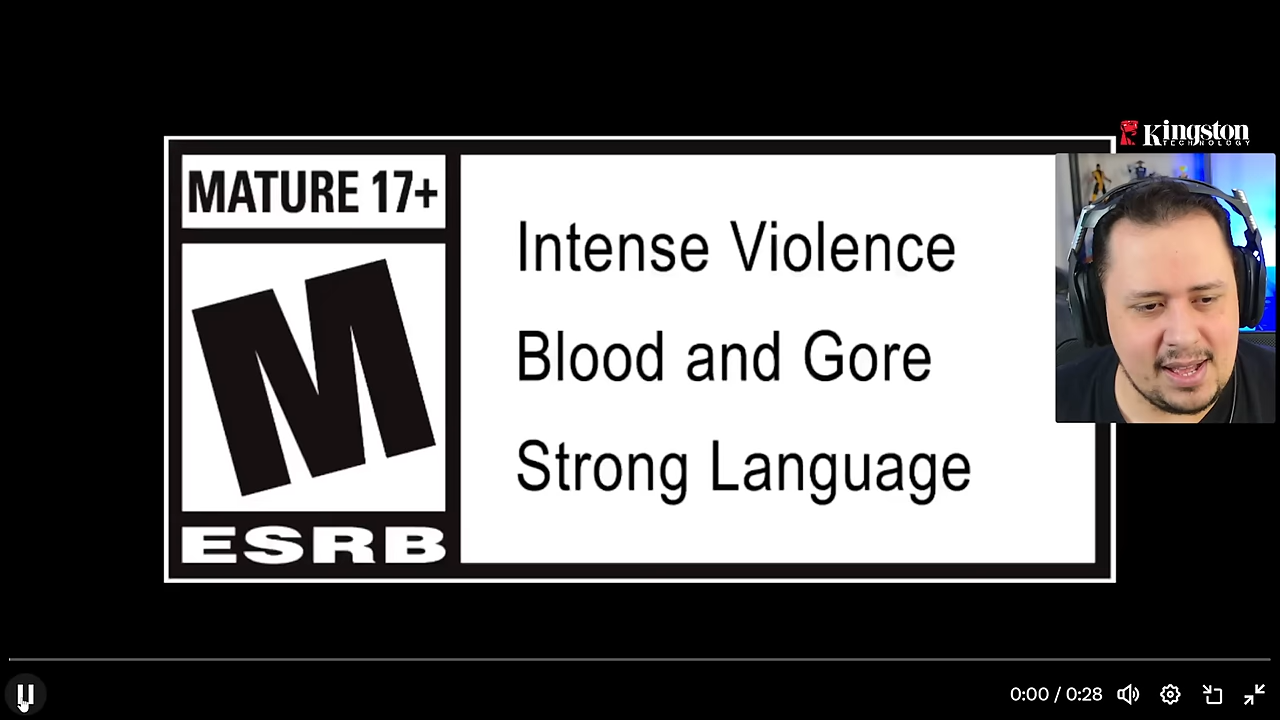 Kingston
TECHNOLOGY
MATURE 17+
M
ESRB
Intense Violence
Blood and Gore
Strong Language
0:00 / 0:28